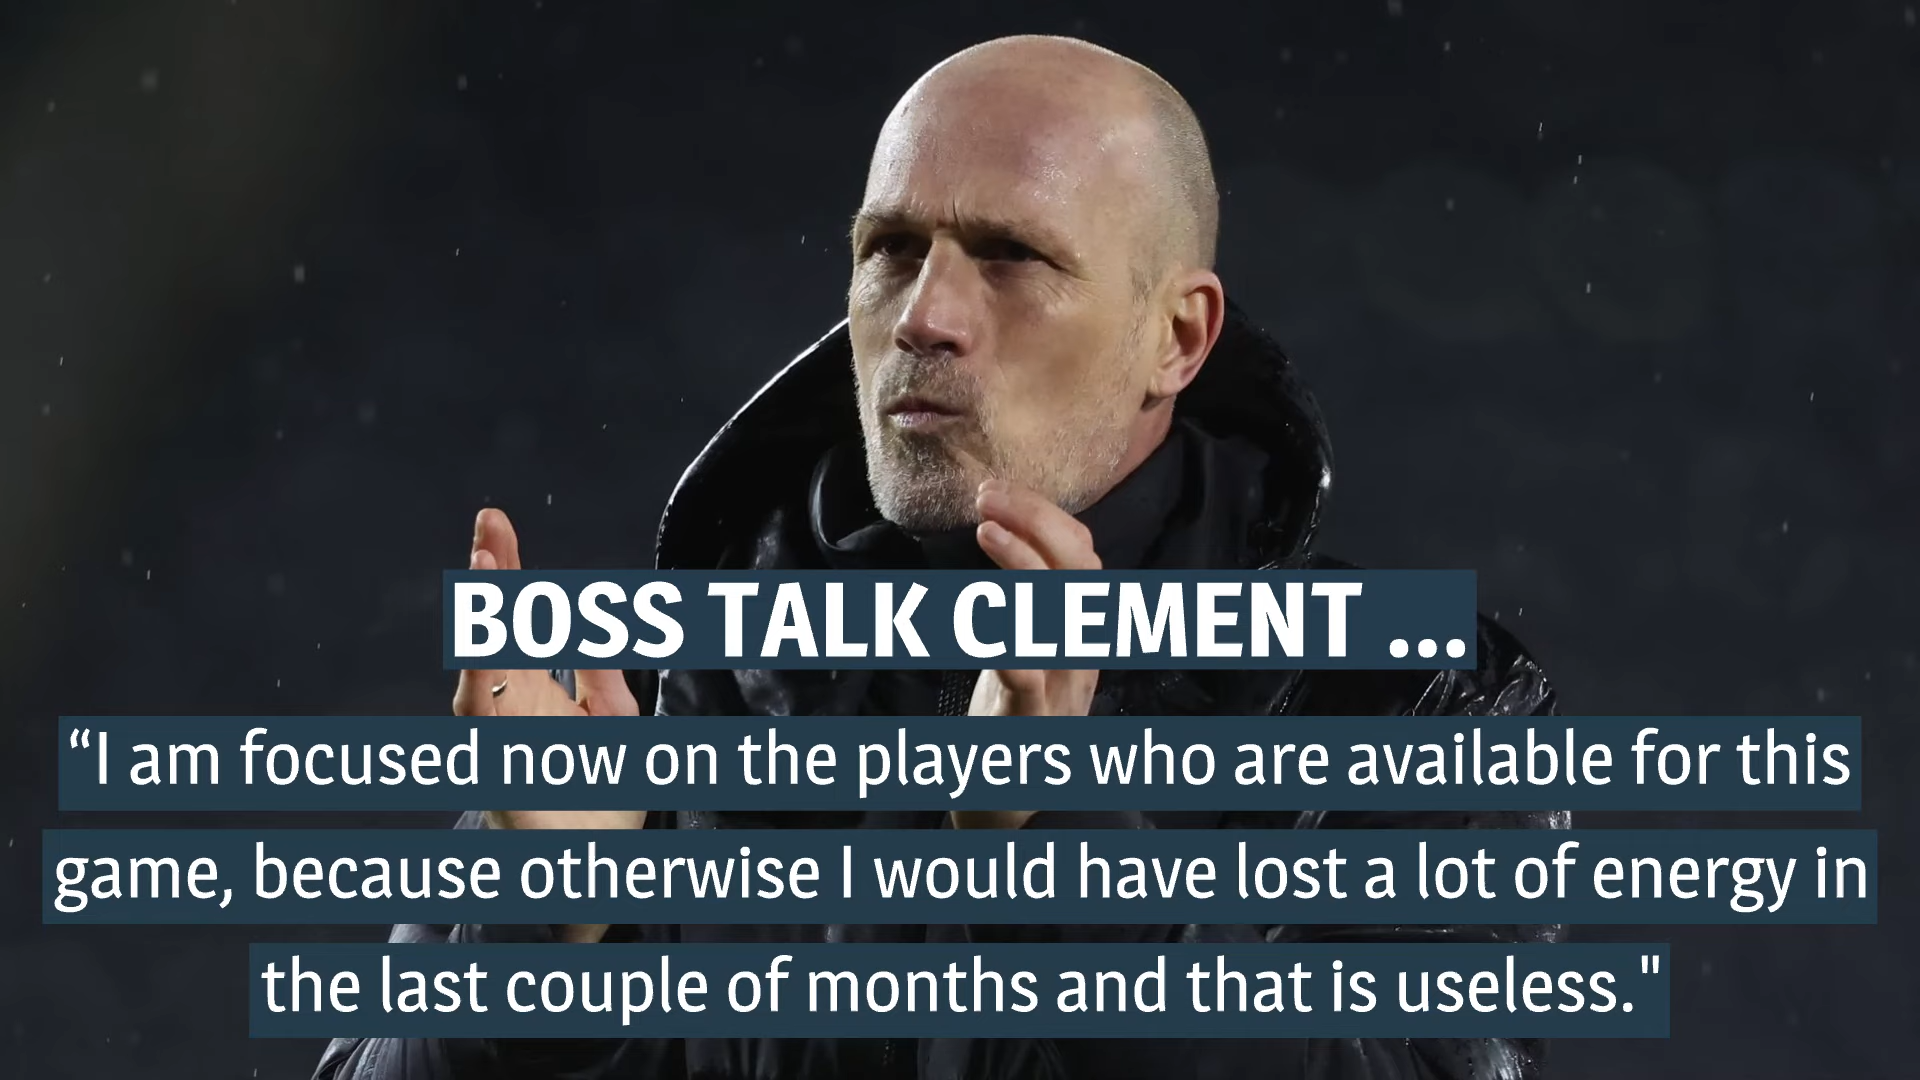 BOSS TALK CLEMENT ...
“I am focused now on the players who are available for this
game, because otherwise I would have lost a lot of energy in
the last couple of months and that is useless."